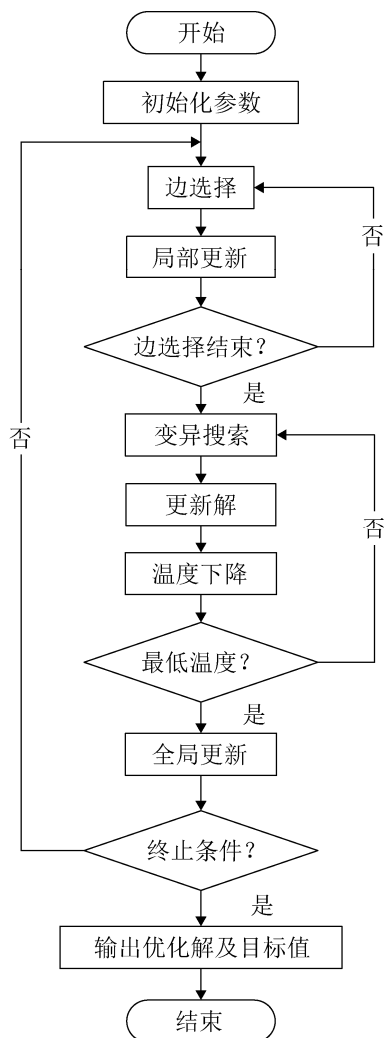 开始
初始化参数
边选择
否
局部更新
边选择结束?
是
变异搜索
否
更新解
否
温度下降
最低温度?
是
全局更新
终止条件?
是
输出优化解及目标值
结束